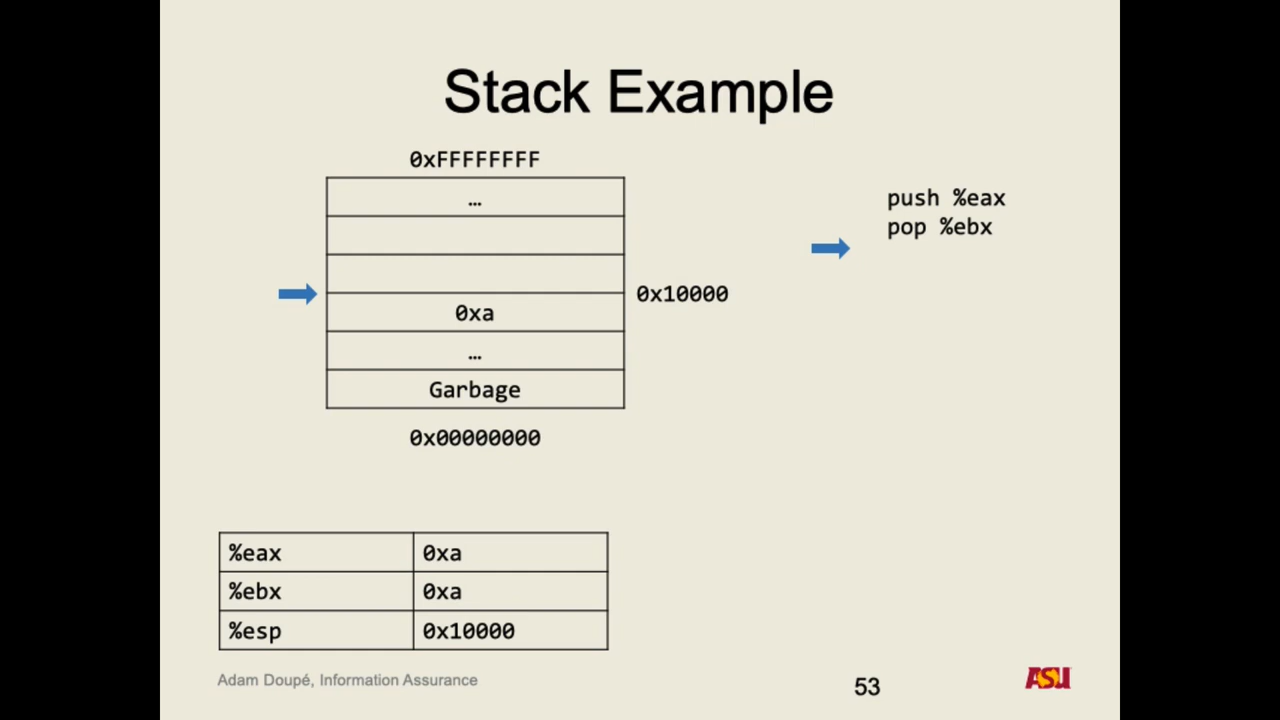 Stack Example
0xFFFFFFFF
…
push %eax
pop %ebx
0x10000
0xa
…
Garbage
0x00000000
%eax 0xa
%ebx 0xa
%esp 0x10000
Adam Doupé, Information Assurance
53
ASU